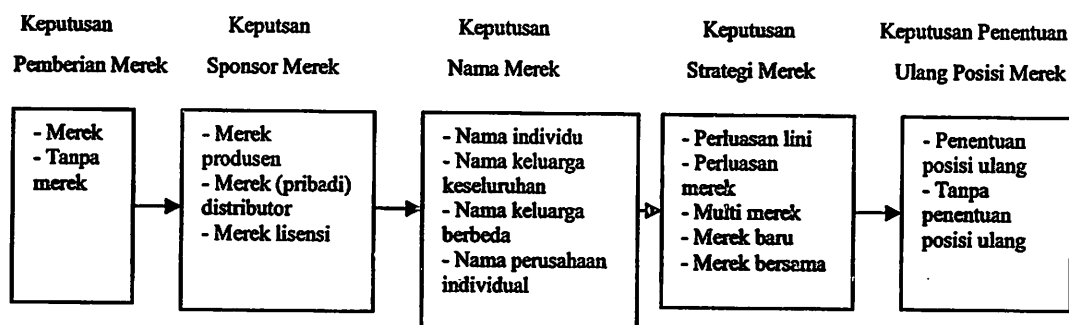 Keputusan
Pemberian Merek
Keputsan
Sponsor Merek
Keputusan
Nama Merek
Keputusan
Strategi Merek
Keputusan Penentuan
Ulang Posisi Merek
- Merek
- Tanpa
merek
- Merek
produsen
- Merek (pribadi)
distributor
- Merek lisensi
- Nama individu
- Nama keluarga
keseluruhan
- Nama keluarga
berbeda
- Nama perusahaan
individual
- Perluasan lini
- Perluasan
merek
- Multi merek
- Merek baru
- Merek bersama
- Penentuan
posisi ulang
- Tanpa
penentuan
posisi ulang